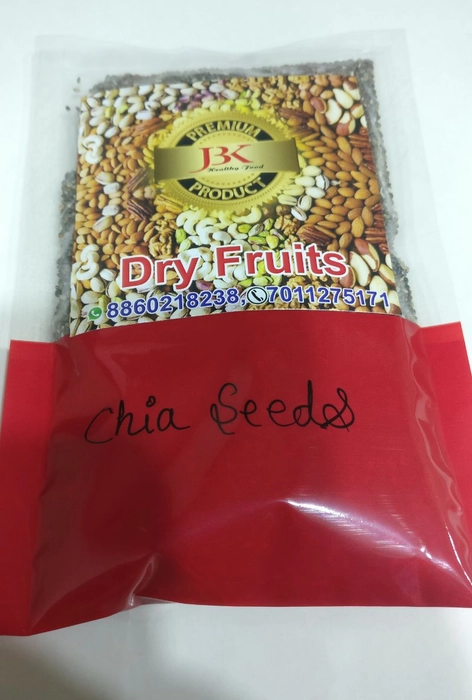 PREMIUM
JBK
Healthy Food
PRODUCT
Dry Fruits
8860218238, 7011275171
Chia Seeds